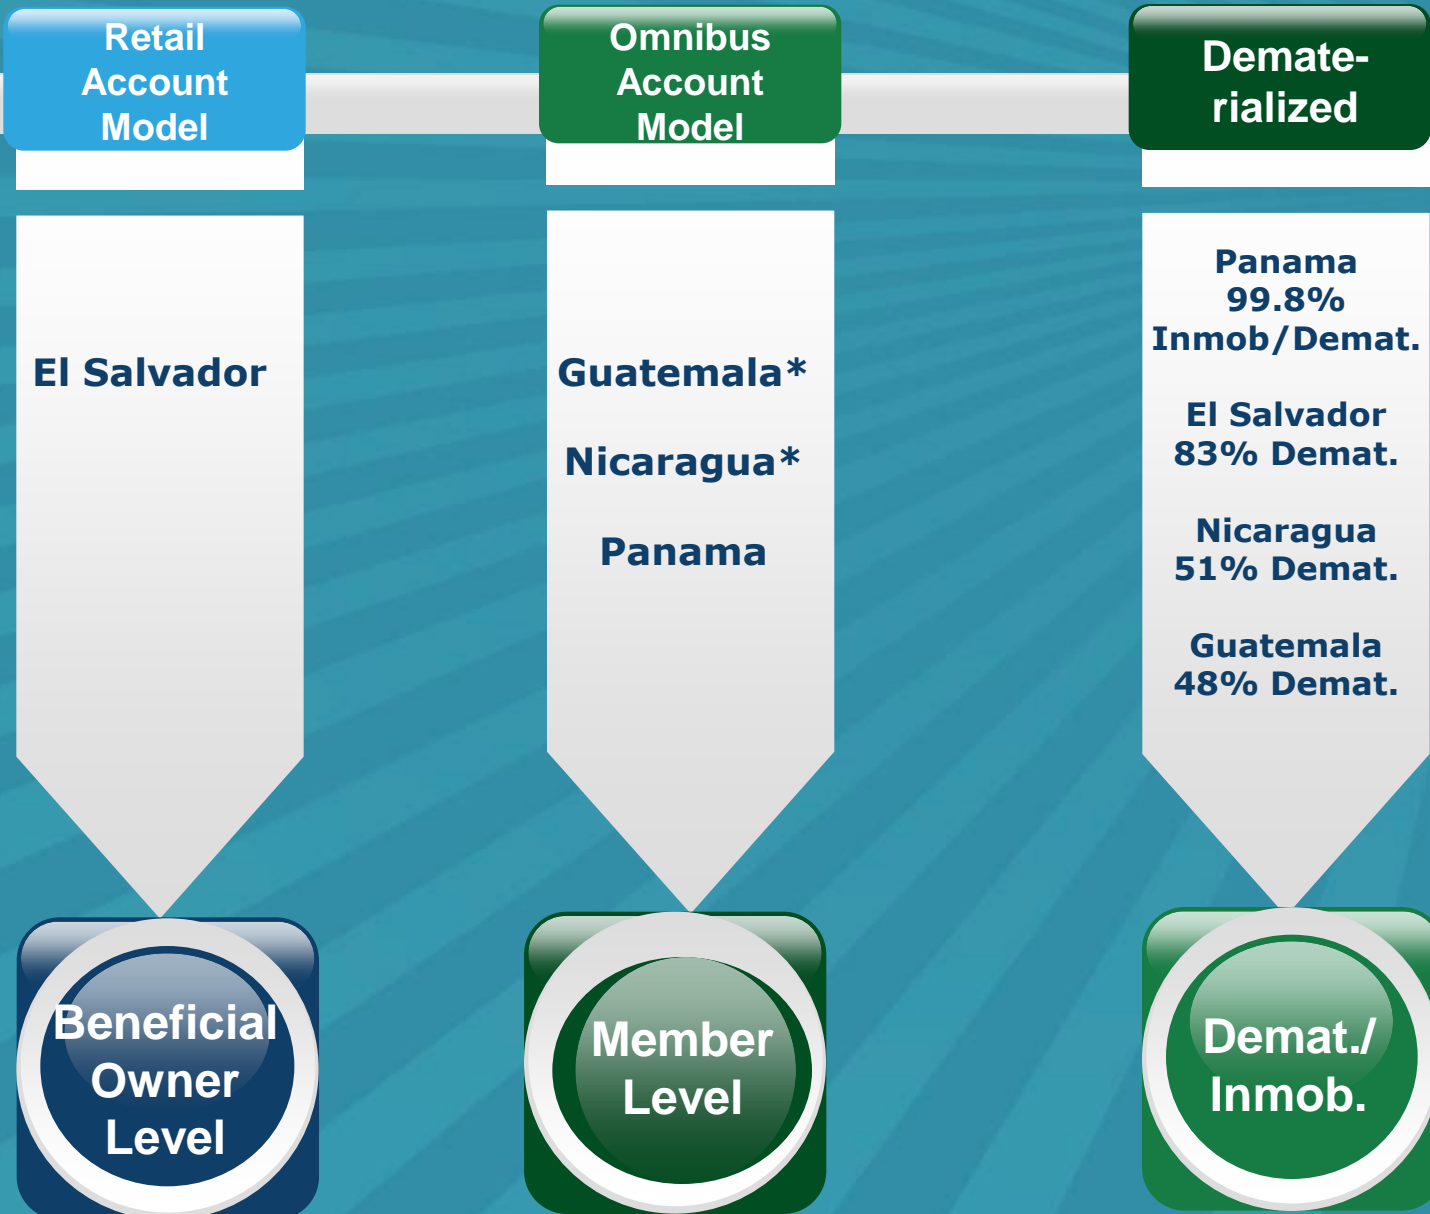 Retail
Account
Model
El Salvador
Beneficial
Owner
Level
Omnibus
Account
Model
Guatemala*
Nicaragua*
Panama
Member
Level
Demate-
rialized
Panama
99.8%
Inmob/Demat.
El Salvador
83% Demat.
Nicaragua
51% Demat.
Guatemala
48% Demat.
Demat./
Inmob.